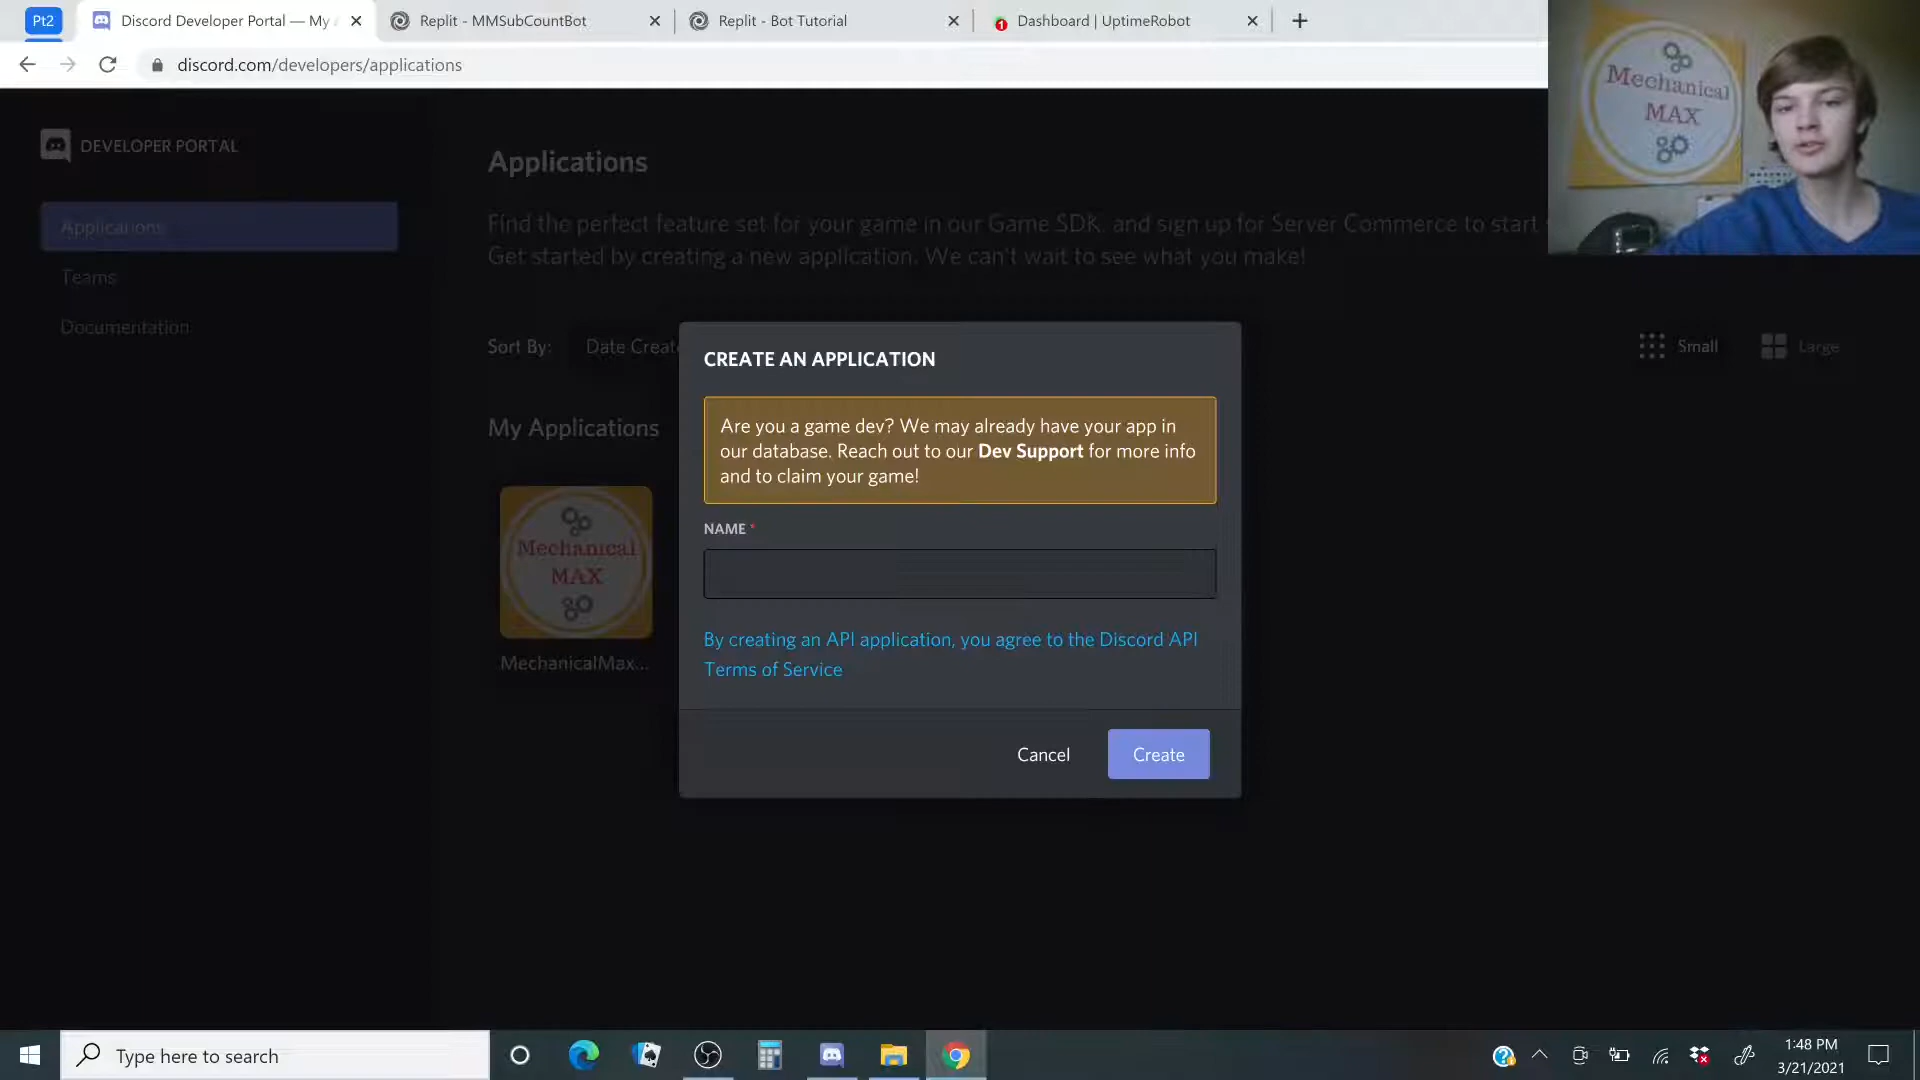 Pt2
Discord Developer Portal — My
Replit - MMSubCountBot
Replit - Bot Tutorial
1
Dashboard | UptimeRobot
discord.com/developers/applications
Mechanical
MAX
DEVELOPER PORTAL
Applications
Teams
Documentation
Applications
Find the perfect feature set for your game in our Game SDK, and sign up for Server Commerce to start
Get started by creating a new application. We can't wait to see what you make!
Sort By:
Date Creat
Small
Large
My Applications
Mechanical
MAX
MechanicalMax...
CREATE AN APPLICATION
Are you a game dev? We may already have your app in
our database. Reach out to our Dev Support for more info
and to claim your game!
NAME *
By creating an API application, you agree to the Discord API
Terms of Service
Cancel
Create
Type here to search
1:48 PM
3/21/2021